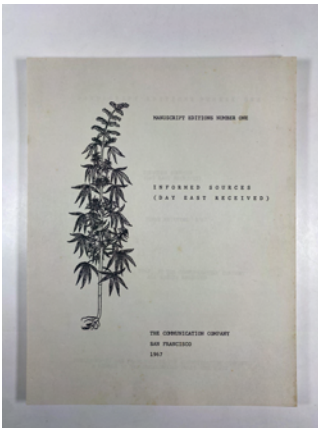 MANUSCRIPT EDITIONS NUMBER ONE
INFORMED SOURCES
(DAY EAST RECEIVED)
THE COMMUNICATION COMPANY
SAN FRANCISCO
1967